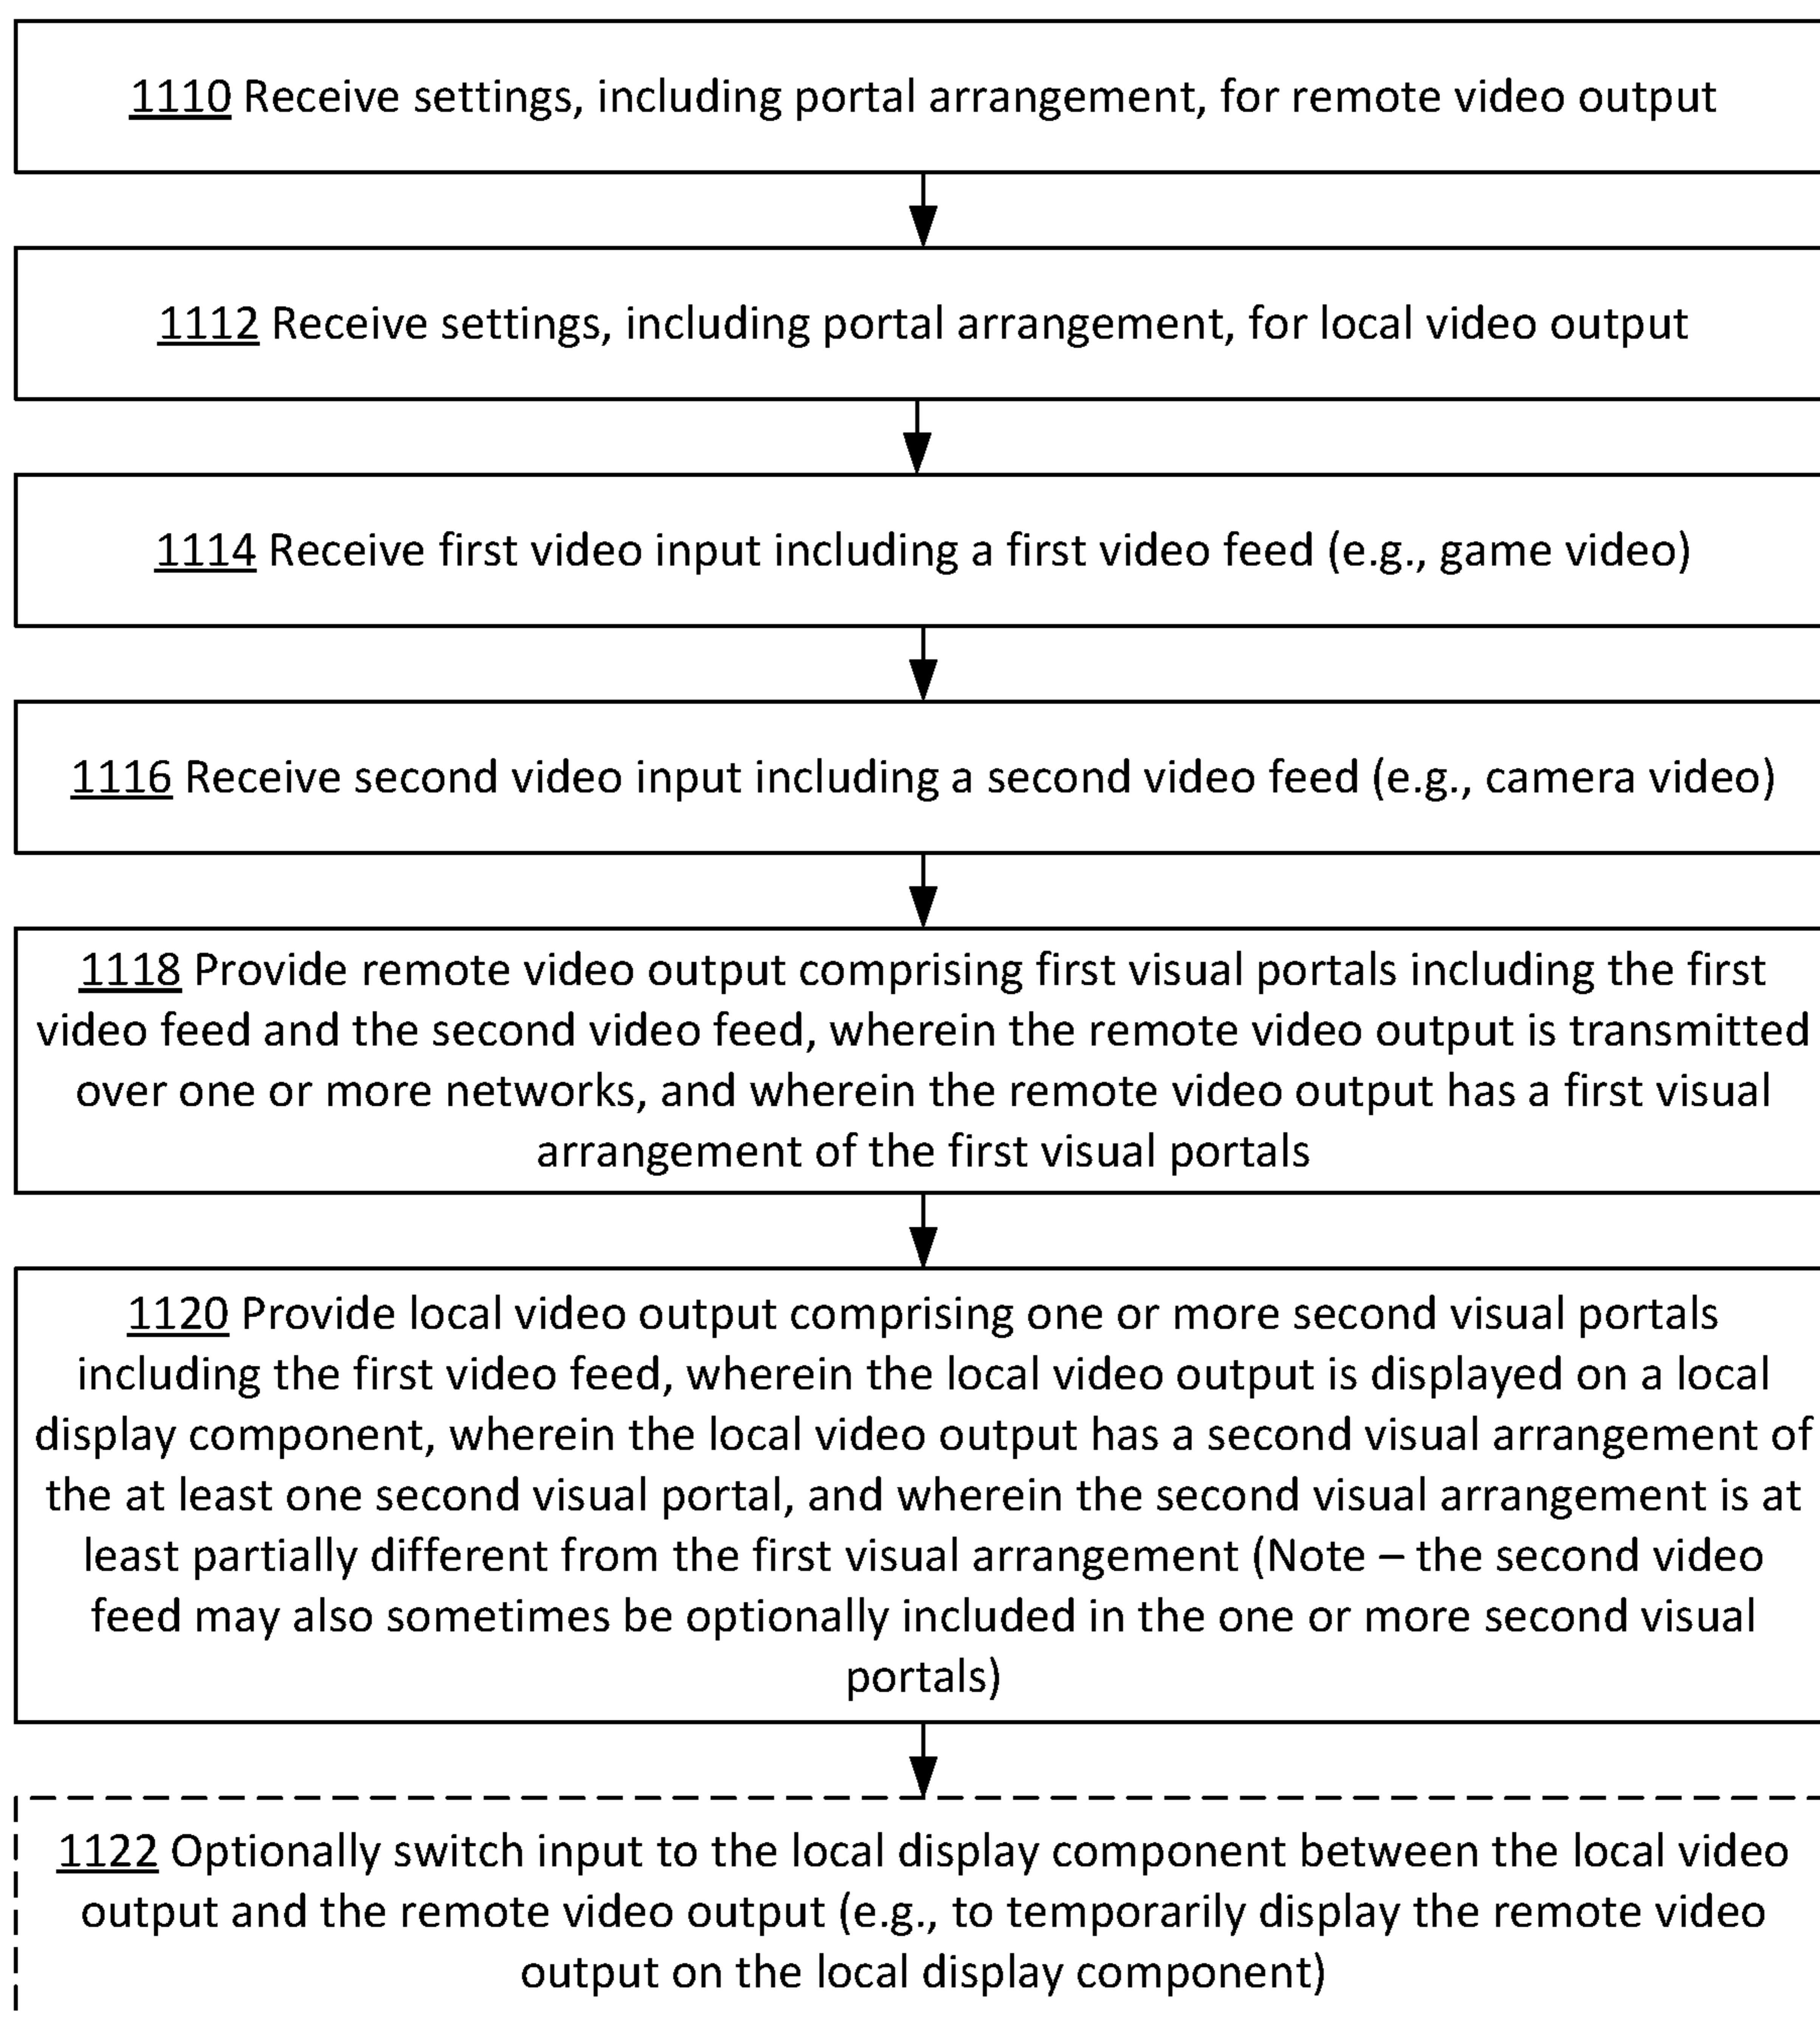 1110 Receive settings, including portal arrangement, for remote video output
1112 Receive settings, including portal arrangement, for local video output
1114 Receive first video input including a first video feed (e.g., game video)
1116 Receive second video input including a second video feed (e.g., camera video)
1118 Provide remote video output comprising first visual portals including the first
video feed and the second video feed, wherein the remote video output is transmitted
over one or more networks, and wherein the remote video output has a first visual
arrangement of the first visual portals
1120 Provide local video output comprising one or more second visual portals
including the first video feed, wherein the local video output is displayed on a local
display component, wherein the local video output has a second visual arrangement of
the at least one second visual portal, and wherein the second visual arrangement is at
least partially different from the first visual arrangement (Note – the second video
feed may also sometimes be optionally included in the one or more second visual
portals)
1122 Optionally switch input to the local display component between the local video
output and the remote video output (e.g., to temporarily display the remote video
output on the local display component)